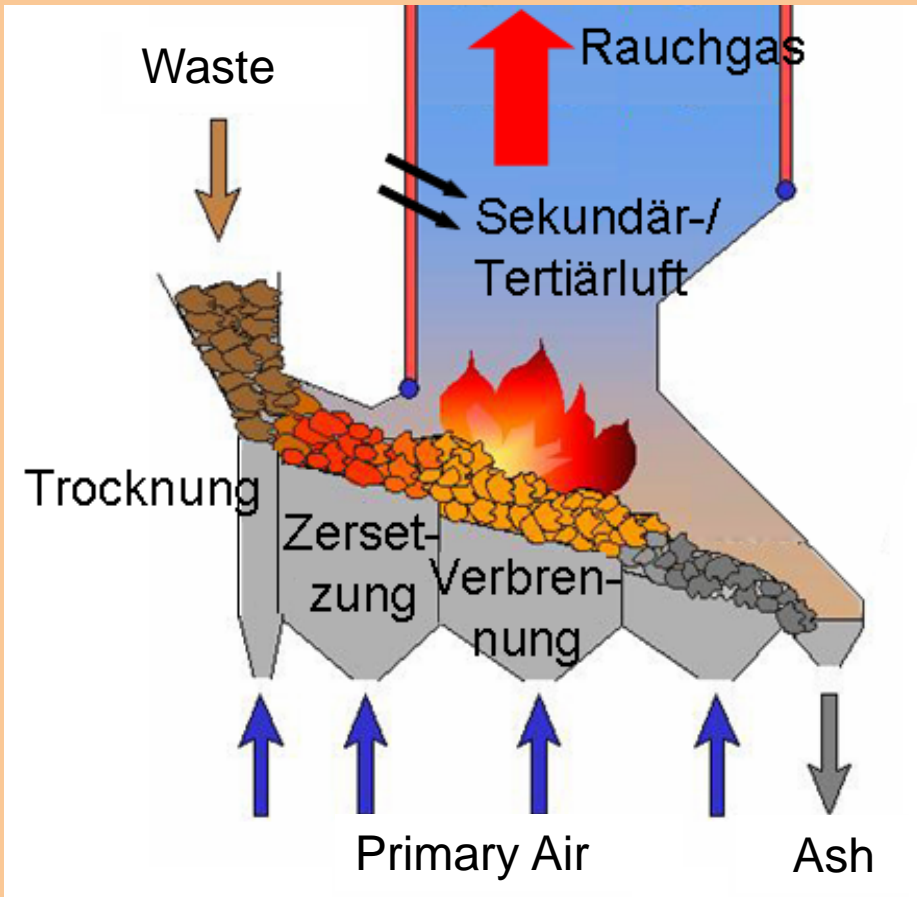 Waste
Rauchgas
Sekundär-/
Tertiärluft
Trocknung
Zerset-
zung
Verbren-
nung
Primary Air
Ash